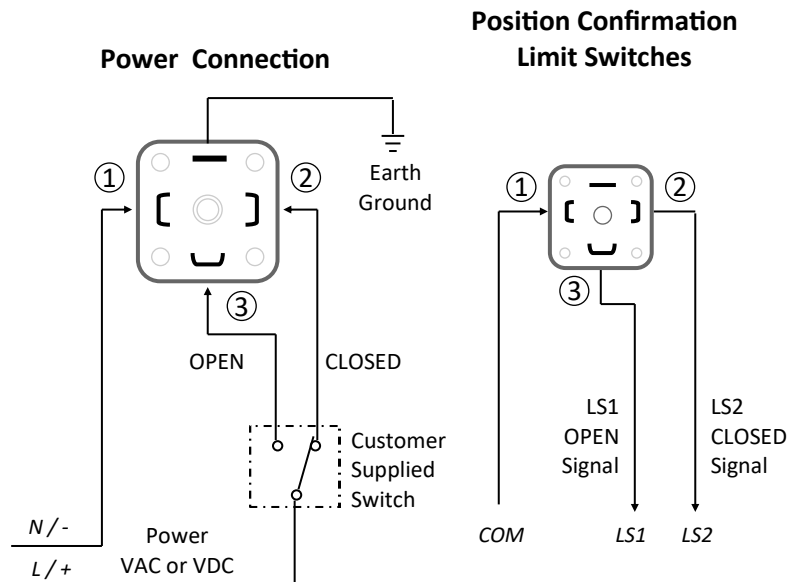 Power Connection
①
②
③
Earth
Ground
OPEN
CLOSED
Customer
Supplied
Switch
N / -
L / +
Power
VAC or VDC
Position Confirmation
Limit Switches
①
②
③
LS1
OPEN
Signal
LS2
CLOSED
Signal
COM
LS1
LS2